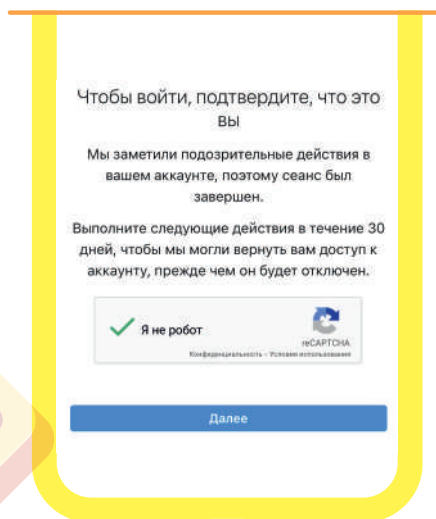 Чтобы войти, подтвердите, что это
вы
Мы заметили подозрительные действия в
вашем аккаунте, поэтому сеанс был
завершен.
Выполните следующие действия в течение 30
дней, чтобы мы могли вернуть вам доступ к
аккаунту, прежде чем он будет отключен.
Я не робот
reCAPTCHA
Конфиденциальность - Условия использования
Далее